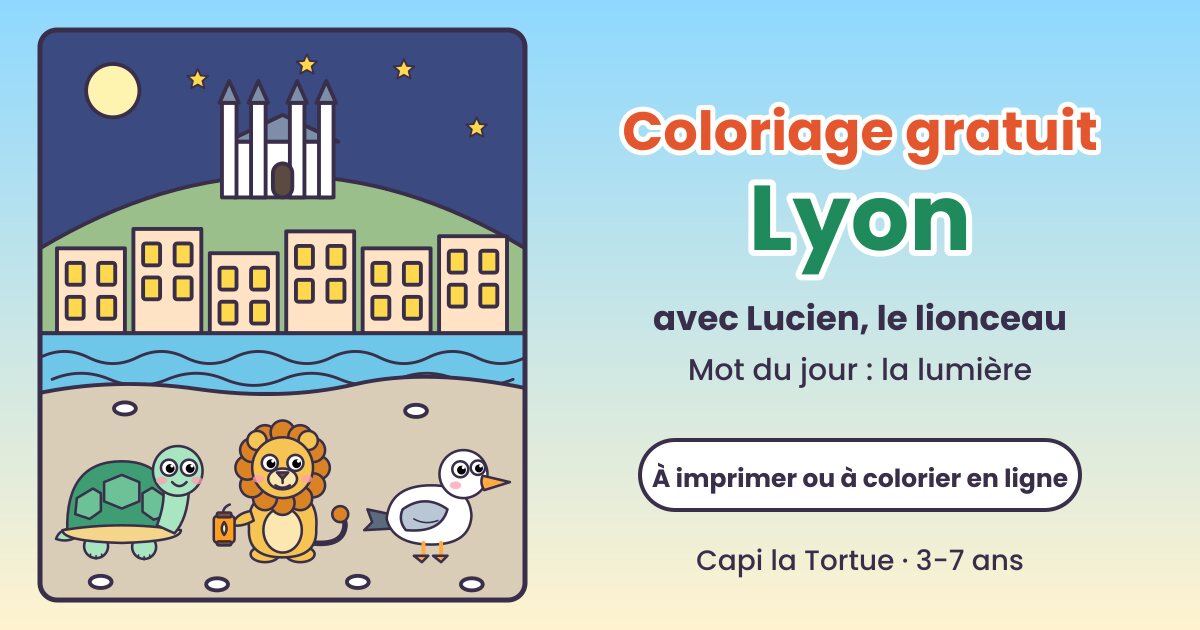 Coloriage gratuit
Lyon
avec Lucien, le lionceau
Mot du jour : la lumière
À imprimer ou à colorier en ligne
Capi la Tortue · 3-7 ans